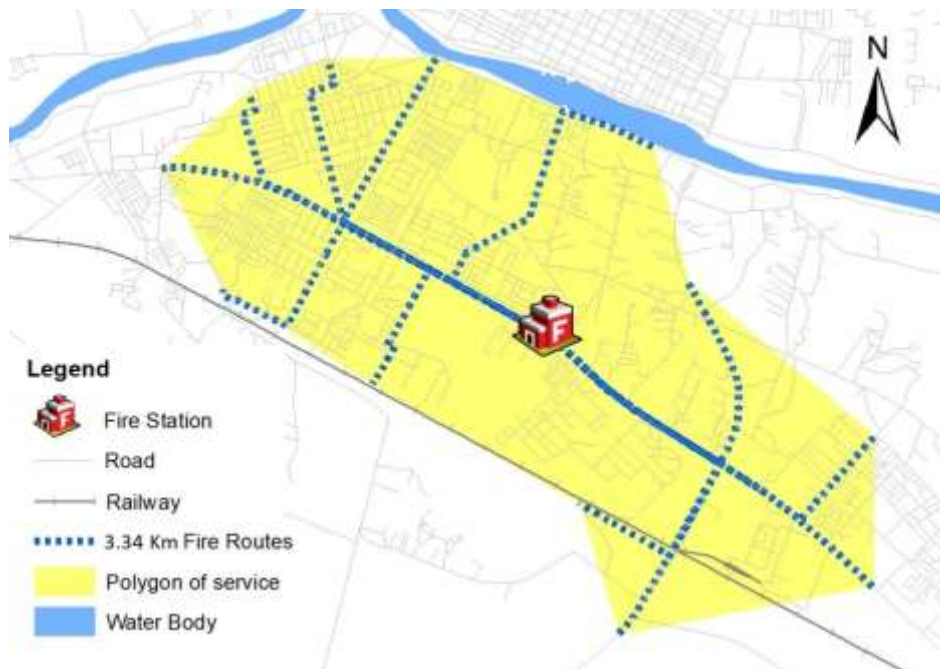 N
F
Legend
F Fire Station
Road
Railway
3.34 Km Fire Routes
Polygon of service
Water Body